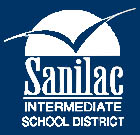 Sanilac
INTERMEDIATE
SCHOOL DISTRICT